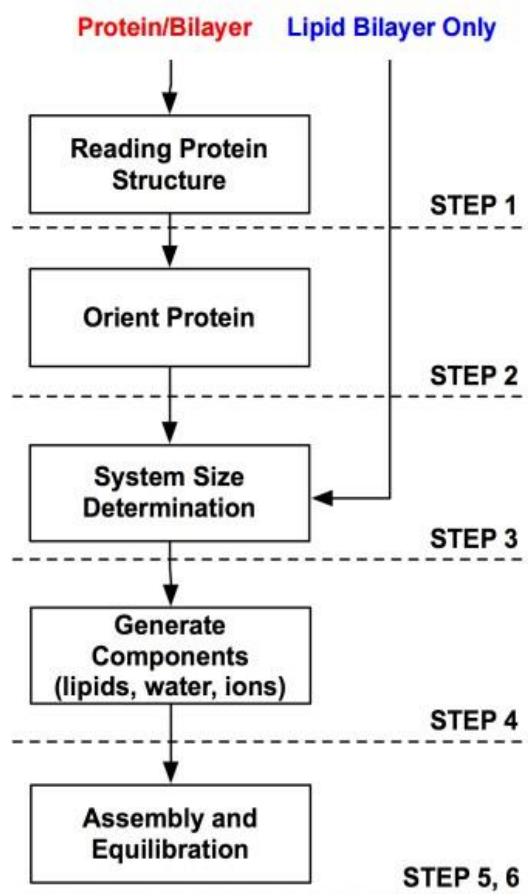 Protein/Bilayer Lipid Bilayer Only
Reading Protein
Structure
STEP 1
Orient Protein
STEP 2
System Size
Determination
STEP 3
Generate
Components
(lipids, water, ions)
STEP 4
Assembly and
Equilibration
STEP 5, 6